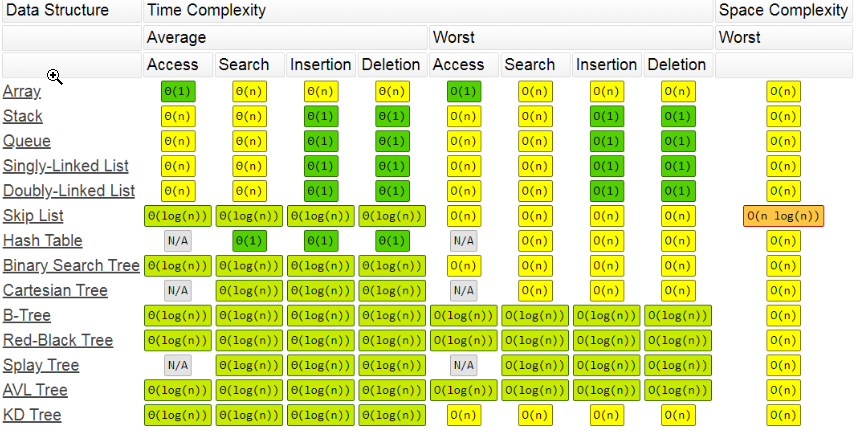 Data Structure Time Complexity Space Complexity
Average Worst Worst
Access Search Insertion Deletion Access Search Insertion Deletion
Array Θ(1) Θ(n) Θ(n) Θ(n) O(1) O(n) O(n) O(n) O(n)
Stack Θ(n) Θ(n) Θ(1) Θ(1) O(n) O(n) O(1) O(1) O(n)
Queue Θ(n) Θ(n) Θ(1) Θ(1) O(n) O(n) O(1) O(1) O(n)
Singly-Linked List Θ(n) Θ(n) Θ(1) Θ(1) O(n) O(n) O(1) O(1) O(n)
Doubly-Linked List Θ(n) Θ(n) Θ(1) Θ(1) O(n) O(n) O(1) O(1) O(n)
Skip List Θ(log(n)) Θ(log(n)) Θ(log(n)) Θ(log(n)) O(n) O(n) O(n) O(n) O(n log(n))
Hash Table N/A Θ(1) Θ(1) Θ(1) N/A O(n) O(n) O(n) O(n)
Binary Search Tree Θ(log(n)) Θ(log(n)) Θ(log(n)) Θ(log(n)) O(n) O(n) O(n) O(n) O(n)
Cartesian Tree N/A Θ(log(n)) Θ(log(n)) Θ(log(n)) N/A O(n) O(n) O(n) O(n)
B-Tree Θ(log(n)) Θ(log(n)) Θ(log(n)) Θ(log(n)) O(log(n)) O(log(n)) O(log(n)) O(log(n)) O(n)
Red-Black Tree Θ(log(n)) Θ(log(n)) Θ(log(n)) Θ(log(n)) O(log(n)) O(log(n)) O(log(n)) O(log(n)) O(n)
Splay Tree N/A Θ(log(n)) Θ(log(n)) Θ(log(n)) N/A O(log(n)) O(log(n)) O(log(n)) O(n)
AVL Tree Θ(log(n)) Θ(log(n)) Θ(log(n)) Θ(log(n)) O(log(n)) O(log(n)) O(log(n)) O(log(n)) O(n)
KD Tree Θ(log(n)) Θ(log(n)) Θ(log(n)) Θ(log(n)) O(n) O(n) O(n) O(n) O(n)